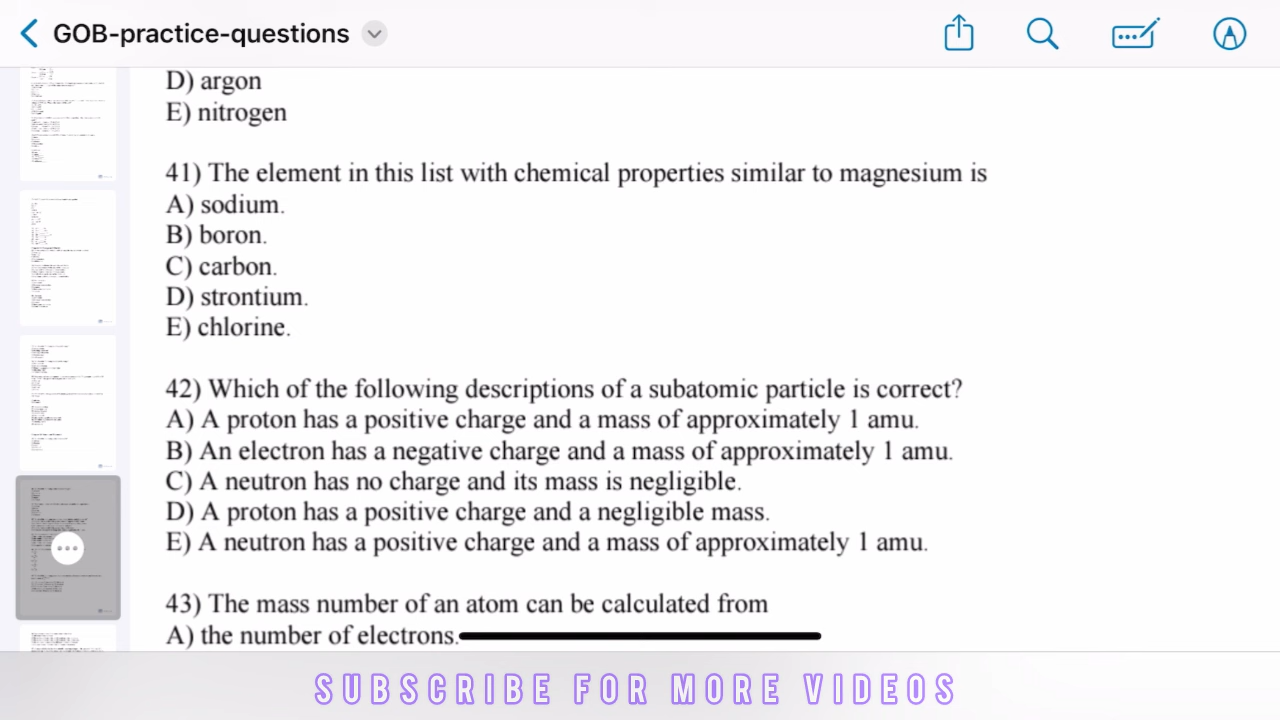 GOB-practice-questions
D) argon
E) nitrogen
41) The element in this list with chemical properties similar to magnesium is
A) sodium.
B) boron.
C) carbon.
D) strontium.
E) chlorine.
42) Which of the following descriptions of a subatomic particle is correct?
A) A proton has a positive charge and a mass of approximately 1 amu.
B) An electron has a negative charge and a mass of approximately 1 amu.
C) A neutron has no charge and its mass is negligible.
D) A proton has a positive charge and a negligible mass.
E) A neutron has a positive charge and a mass of approximately 1 amu.
43) The mass number of an atom can be calculated from
A) the number of electrons.
SUBSCRIBE FOR MORE VIDEOS